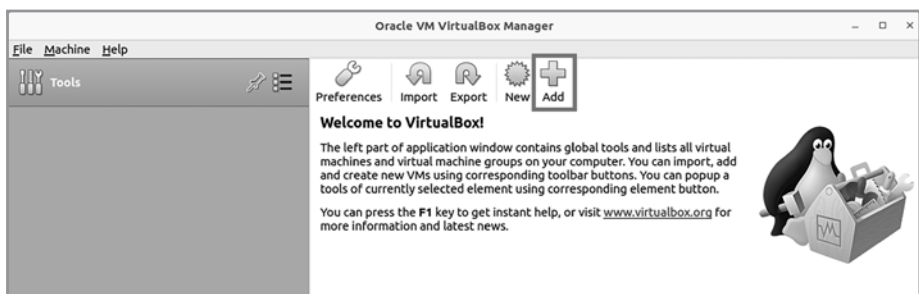 Oracle VM VirtualBox Manager
File Machine Help
Tools
Preferences Import Export New Add
Welcome to VirtualBox!
The left part of application window contains global tools and lists all virtual
machines and virtual machine groups on your computer. You can import, add
and create new VMs using corresponding toolbar buttons. You can popup a
tools of currently selected element using corresponding element button.
You can press the F1 key to get instant help, or visit www.virtualbox.org for
more information and latest news.